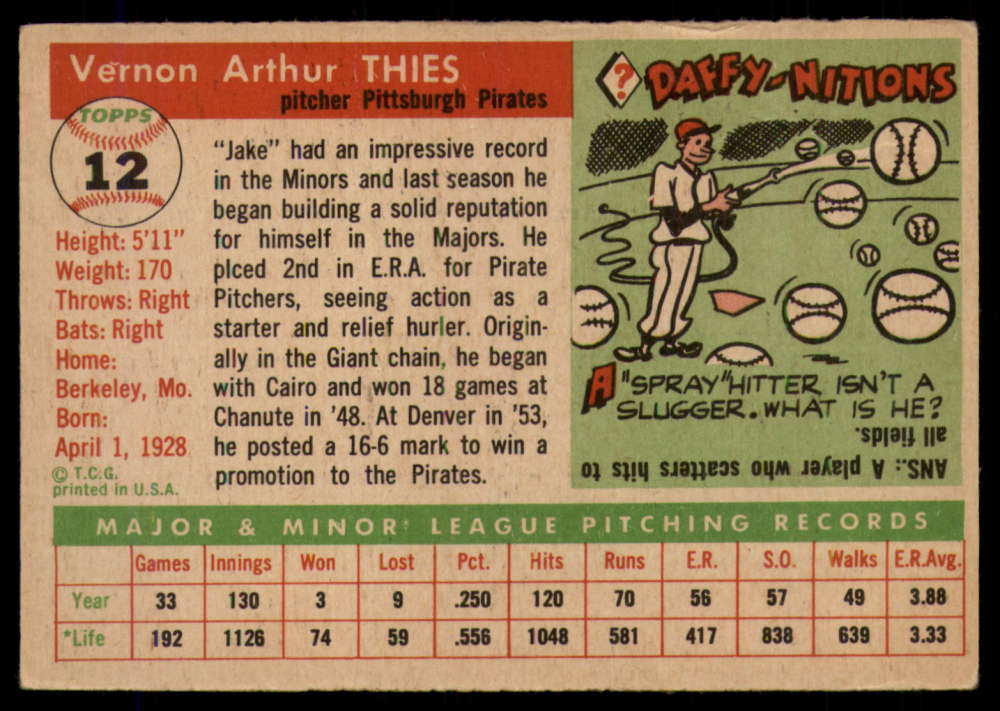 Vernon Arthur THIES
pitcher Pittsburgh Pirates
TOPPS
12
Height: 5'11"
Weight: 170
Throws: Right
Bats: Right
Home:
Berkeley, Mo.
Born:
April 1, 1928
© T.C.G.
printed in U.S.A.
"Jake" had an impressive record
in the Minors and last season he
began building a solid reputation
for himself in the Majors. He
plced 2nd in E.R.A. for Pirate
Pitchers, seeing action as a
starter and relief hurler. Origin-
ally in the Giant chain, he began
with Cairo and won 18 games at
Chanute in '48. At Denver in '53,
he posted a 16-6 mark to win a
promotion to the Pirates.
? DAFFY-NITIONS
A "SPRAY" HITTER ISN'T A
SLUGGER. WHAT IS HE?
ANS.: A player who scatters hits to
all fields.
MAJOR & MINOR LEAGUE PITCHING RECORDS
Games Innings Won Lost Pct. Hits Runs E.R. S.O. Walks E.R.Avg.
Year 33 130 3 9 .250 120 70 56 57 49 3.88
*Life 192 1126 74 59 .556 1048 581 417 838 639 3.33